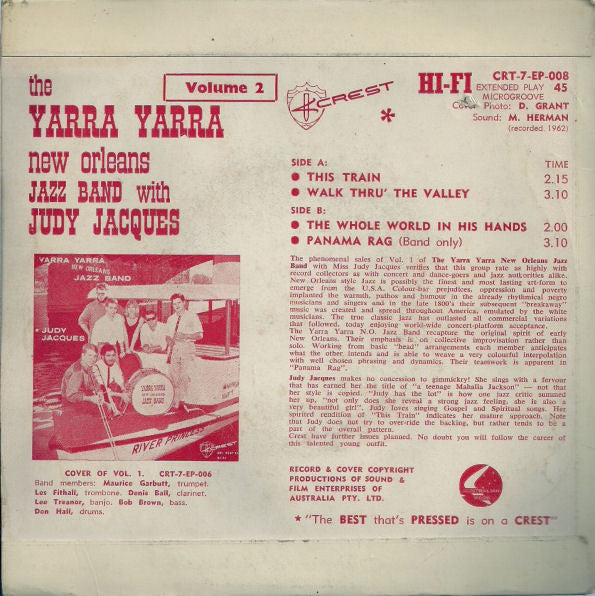 the
Volume 2
YARRA YARRA
new orleans
JAZZ BAND with
JUDY JACQUES
CREST
*
HI-FI
CRT-7-EP-008
EXTENDED PLAY 45
MICROGROOVE
Cover Photo: D. GRANT
Sound: M. HERMAN
(recorded 1962)
SIDE A: TIME
● THIS TRAIN 2.15
● WALK THRU' THE VALLEY 3.10
SIDE B:
● THE WHOLE WORLD IN HIS HANDS 2.00
● PANAMA RAG (Band only) 3.10
The phenomenal sales of Vol. 1 of The Yarra Yarra New Orleans Jazz
Band with Miss Judy Jacques verifies that this group rate as highly with
record collectors as with concert and dance-goers and jazz authorities alike.
New Orleans style Jazz is possibly the finest and most lasting art-form to
emerge from the U.S.A. Colour-bar prejudices, oppression and poverty
implanted the warmth, pathos and humour in the already rhythmical negro
musicians and singers and in the late 1800's their subsequent "breakaway"
music was created and spread throughout America, emulated by the white
musicians. The true classic jazz has outlasted all commercial variations
that followed, today enjoying world-wide concert-platform acceptance.
The Yarra Yarra N.O. Jazz Band recapture the original spirit of early
New Orleans. Their emphasis is on collective improvisation rather than
solo. Working from basic "head" arrangements each member anticipates
what the other intends and is able to weave a very colourful interpolation
with well chosen phrasing and dynamics. Their teamwork is apparent in
"Panama Rag".
Judy Jacques makes no concession to gimmickry! She sings with a fervour
that has earned her the title of "a teenage Mahalia Jackson" — not that
her style is copied. "Judy has the lot" is how one jazz critic summed
her up, "not only does she reveal a strong jazz feeling, she is also a
very beautiful girl". Judy loves singing Gospel and Spiritual songs. Her
spirited rendition of "This Train" indicates her mature approach. Note
that Judy does not try to over-ride the backing, but rather tends to be a
part of the overall pattern.
Crest have further issues planned. No doubt you will follow the career of
this talented young outfit.
YARRA YARRA
NEW ORLEANS
JAZZ BAND
* JUDY
JACQUES
YARRA YARRA
NEW ORLEANS
JAZZ BAND
RIVER PRINCESS
CREST
COVER OF VOL. 1. CRT-7-EP-006
Band members: Maurice Garbutt, trumpet.
Les Fithall, trombone. Denis Ball, clarinet.
Lee Treanor, banjo. Bob Brown, bass.
Don Hall, drums.
RECORD & COVER COPYRIGHT
PRODUCTIONS OF SOUND &
FILM ENTERPRISES OF
AUSTRALIA PTY. LTD.
* "The BEST that's PRESSED is on a CREST"